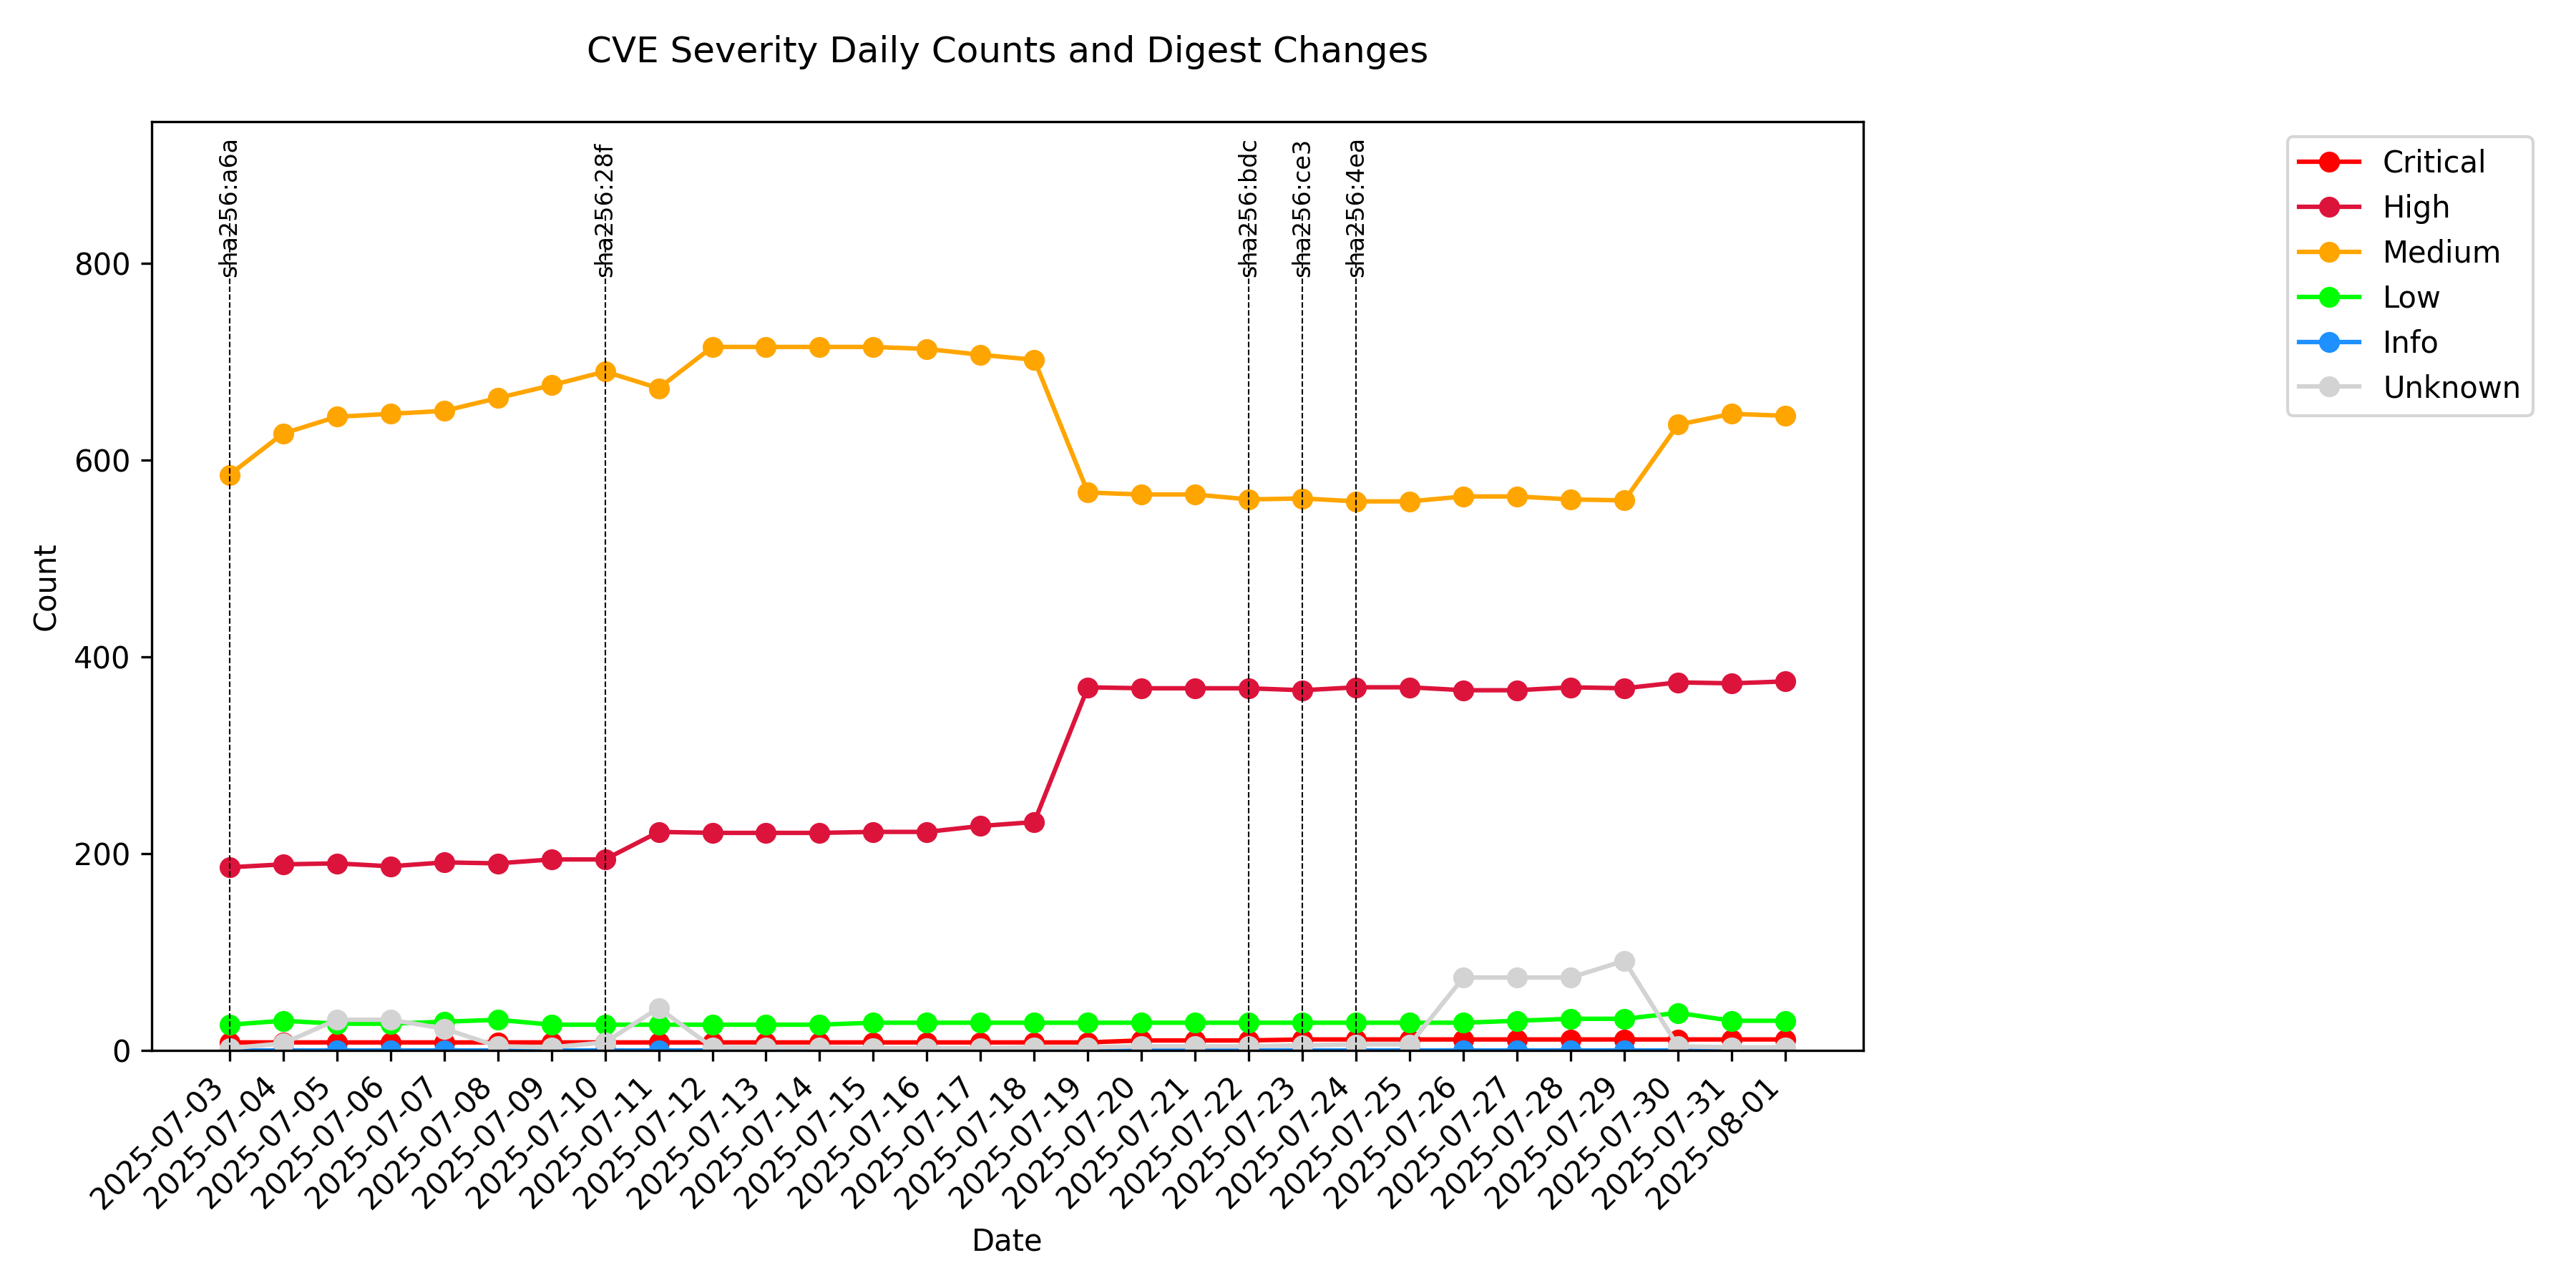 CVE Severity Daily Counts and Digest Changes
sha256:a6a
sha256:28f
sha256:bdc
sha256:ce3
sha256:4ea
Critical
High
Medium
Low
Info
Unknown
Count
800
600
400
200
0
2025-07-03
2025-07-04
2025-07-05
2025-07-06
2025-07-07
2025-07-08
2025-07-09
2025-07-10
2025-07-11
2025-07-12
2025-07-13
2025-07-14
2025-07-15
2025-07-16
2025-07-17
2025-07-18
2025-07-19
2025-07-20
2025-07-21
2025-07-22
2025-07-23
2025-07-24
2025-07-25
2025-07-26
2025-07-27
2025-07-28
2025-07-29
2025-07-30
2025-07-31
2025-08-01
Date